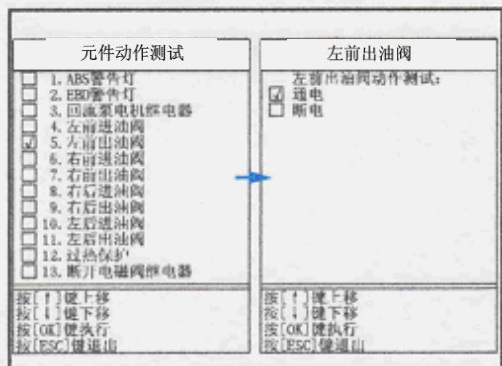 元件动作测试
1. ABS警告灯
2. EBD警告灯
3. 回流泵电机继电器
4. 左前进油阀
5. 左前出油阀
6. 右前进油阀
7. 右前出油阀
8. 右后进油阀
9. 右后出油阀
10. 左后进油阀
11. 左后出油阀
12. 过热保护
13. 断开电磁阀继电器
按[↑]键上移
按[↓]键下移
按[OK]键执行
按[ESC]键退出
左前出油阀
左前出油阀动作测试:
通电
断电
按[↑]键上移
按[↓]键下移
按[OK]键执行
按[ESC]键退出